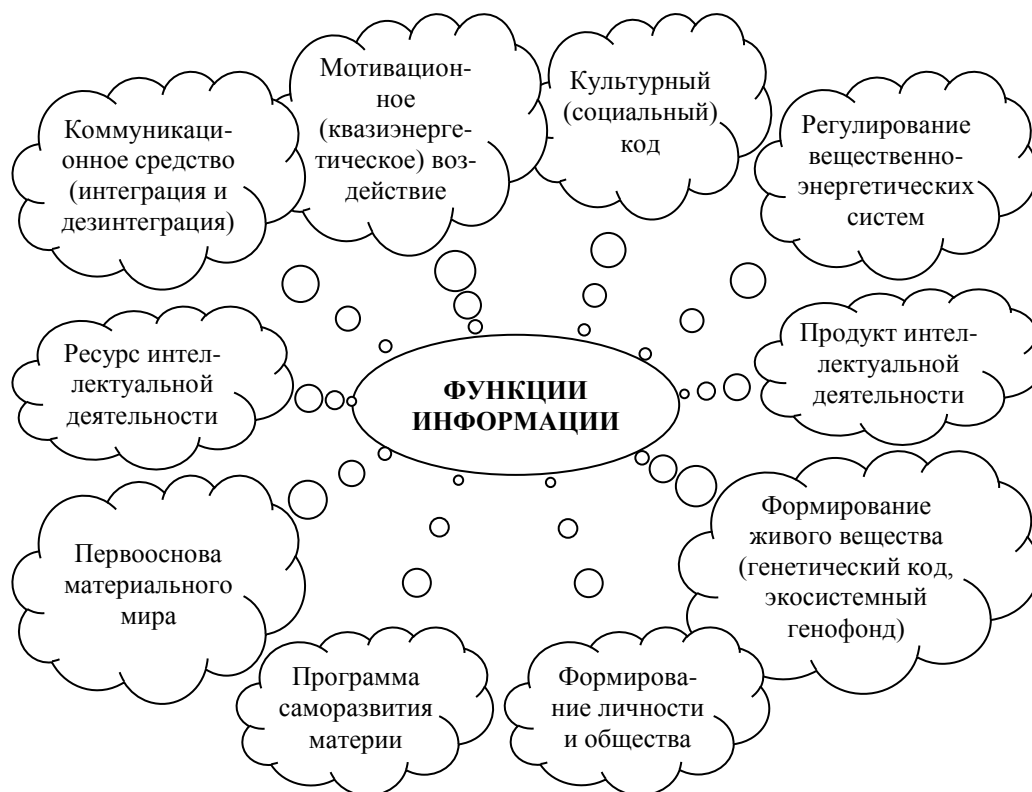 Коммуникаци-
онное средство
(интеграция и
дезинтеграция)
Мотивацион-
ное
(квазиэнерге-
тическое) воз-
действие
Культурный
(социальный)
код
Регулирование
вещественно-
энергетических
систем
Ресурс интел-
лектуальной
деятельности
ФУНКЦИИ
ИНФОРМАЦИИ
Продукт интел-
лектуальной
деятельности
Первооснова
материального
мира
Формирование
живого вещества
(генетический код,
экосистемный
генофонд)
Программа
саморазвития
материи
Формирова-
ние личности
и общества